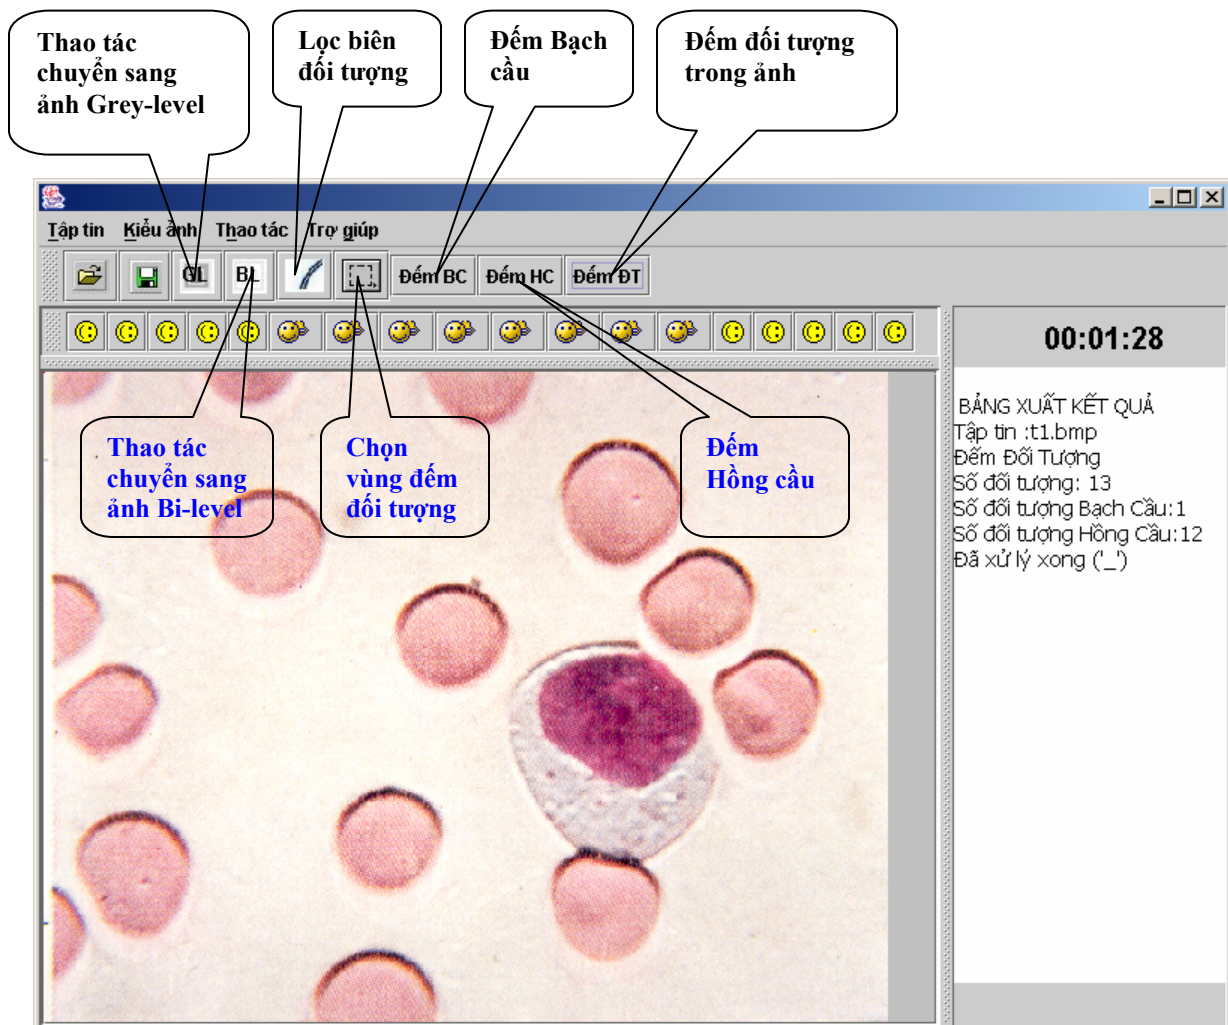 Thao tác
chuyển sang
ảnh Grey-level
Lọc biên
đối tượng
Đếm Bạch
cầu
Đếm đối tượng
trong ảnh
Tập tin Kiểu ảnh Thao tác Trợ giúp
GL BL Đếm BC Đếm HC Đếm ĐT
00:01:28
BẢNG XUẤT KẾT QUẢ
Tập tin :t1.bmp
Đếm Đối Tượng
Số đối tượng: 13
Số đối tượng Bạch Cầu:1
Số đối tượng Hồng Cầu:12
Đã xử lý xong ('_')
Thao tác
chuyển sang
ảnh Bi-level
Chọn
vùng đếm
đối tượng
Đếm
Hồng cầu